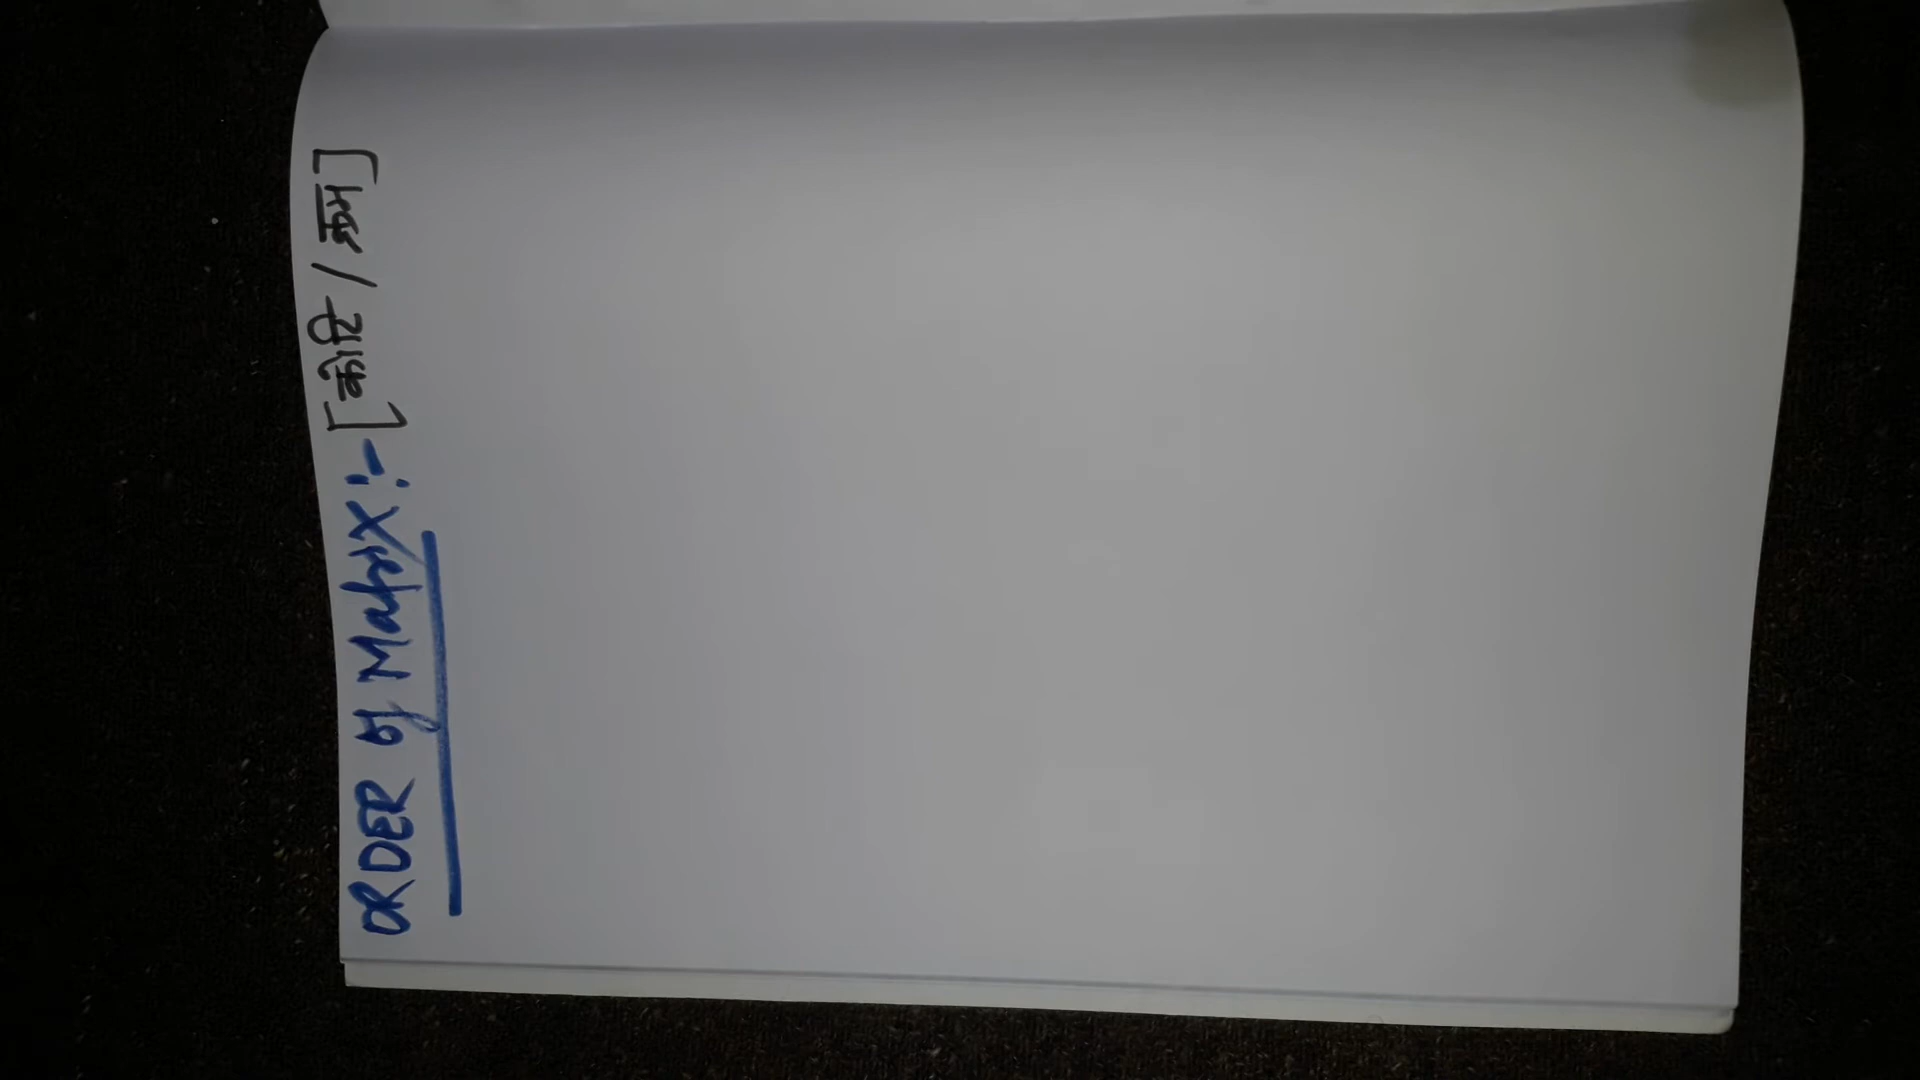 ORDER of Matrix :- [कोटि / क्रम]